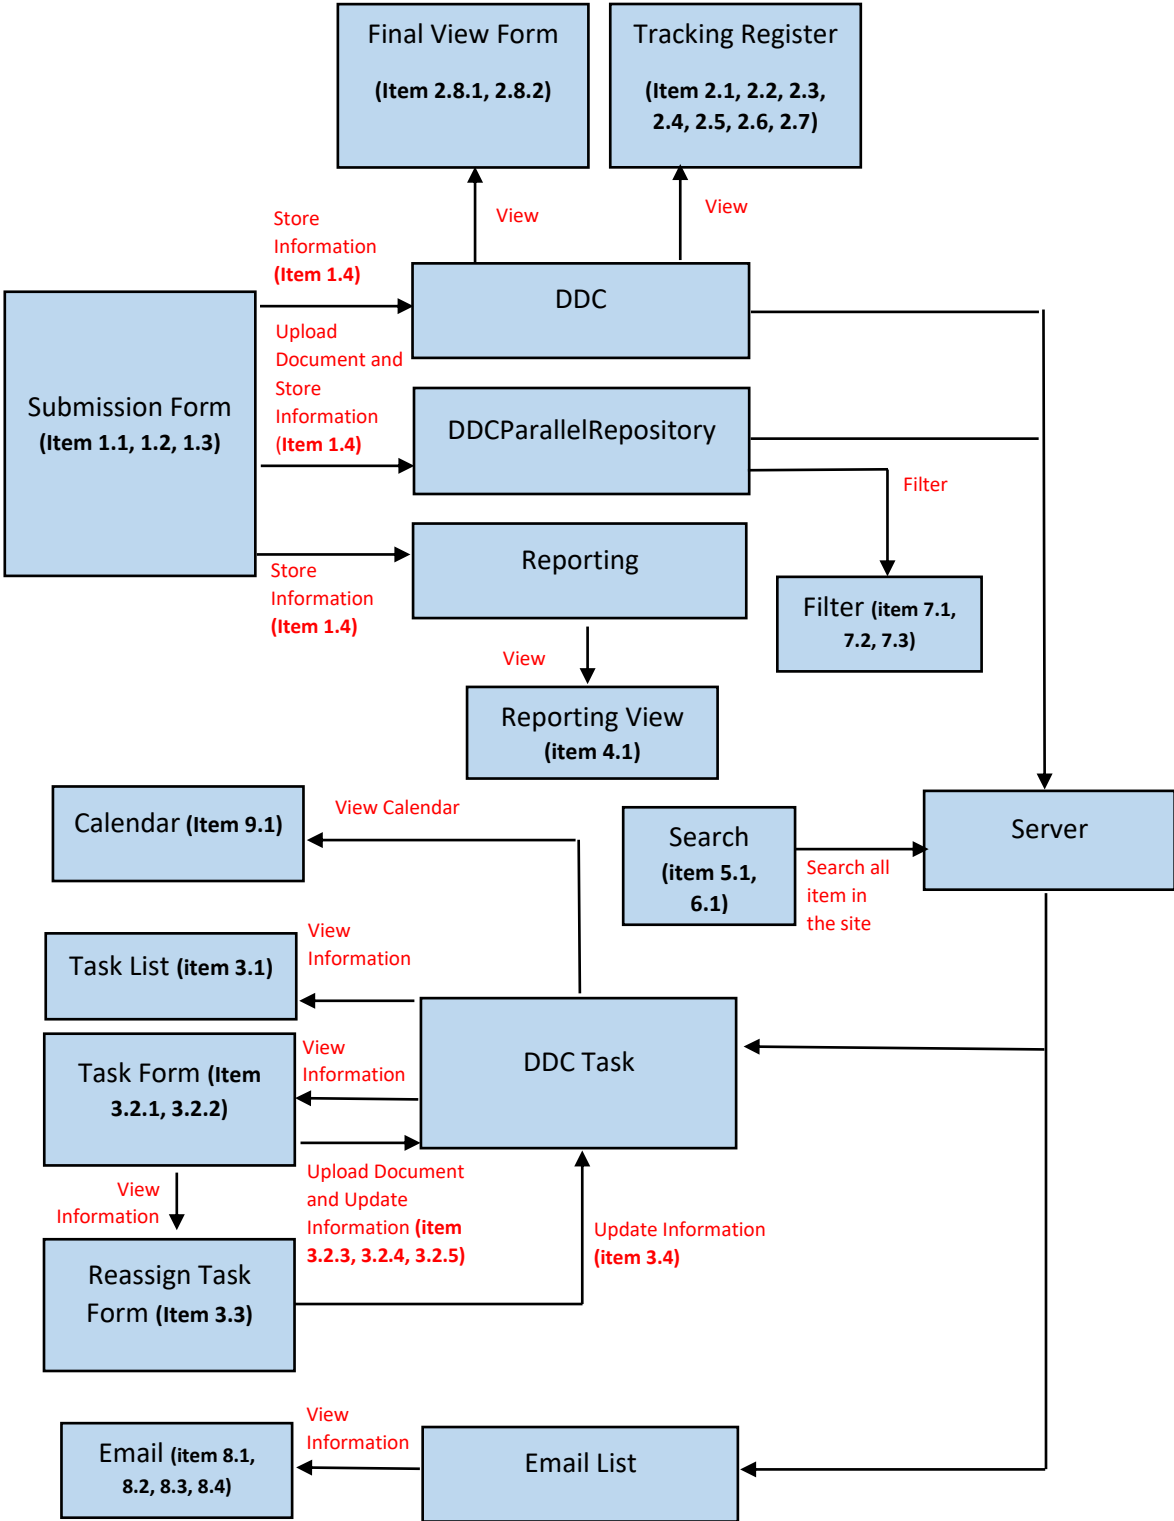 Final View Form
(Item 2.8.1, 2.8.2)
Tracking Register
(Item 2.1, 2.2, 2.3,
2.4, 2.5, 2.6, 2.7)
View
View
Store
Information
(Item 1.4)
DDC
Upload
Document and
Store
Information
(Item 1.4)
Submission Form
(Item 1.1, 1.2, 1.3)
DDCParallelRepository
Filter
Reporting
Store
Information
(Item 1.4)
Filter (item 7.1,
7.2, 7.3)
View
Reporting View
(item 4.1)
Calendar (Item 9.1)
View Calendar
Search
(item 5.1,
6.1)
Search all
item in
the site
Server
View
Information
Task List (item 3.1)
View
Information
Task Form (Item
3.2.1, 3.2.2)
DDC Task
Upload Document
and Update
Information (item
3.2.3, 3.2.4, 3.2.5)
View
Information
Update Information
(item 3.4)
Reassign Task
Form (Item 3.3)
View
Information
Email (item 8.1,
8.2, 8.3, 8.4)
Email List